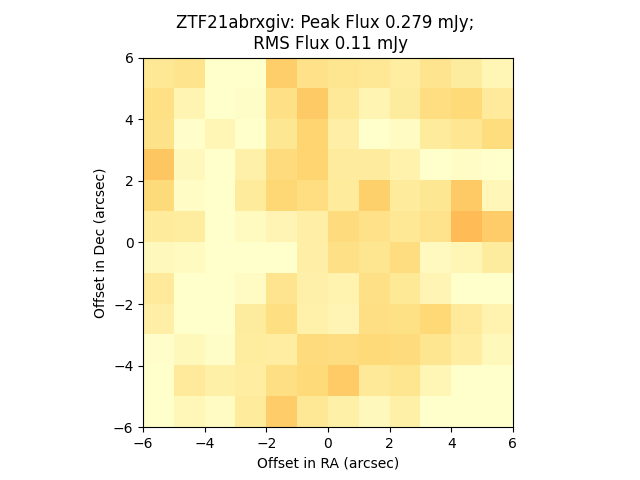 ZTF21abrxgiv: Peak Flux 0.279 mJy;
RMS Flux 0.11 mJy
6
4
2
0
−2
−4
−6
Offset in Dec (arcsec)
−6 −4 −2 0 2 4 6
Offset in RA (arcsec)